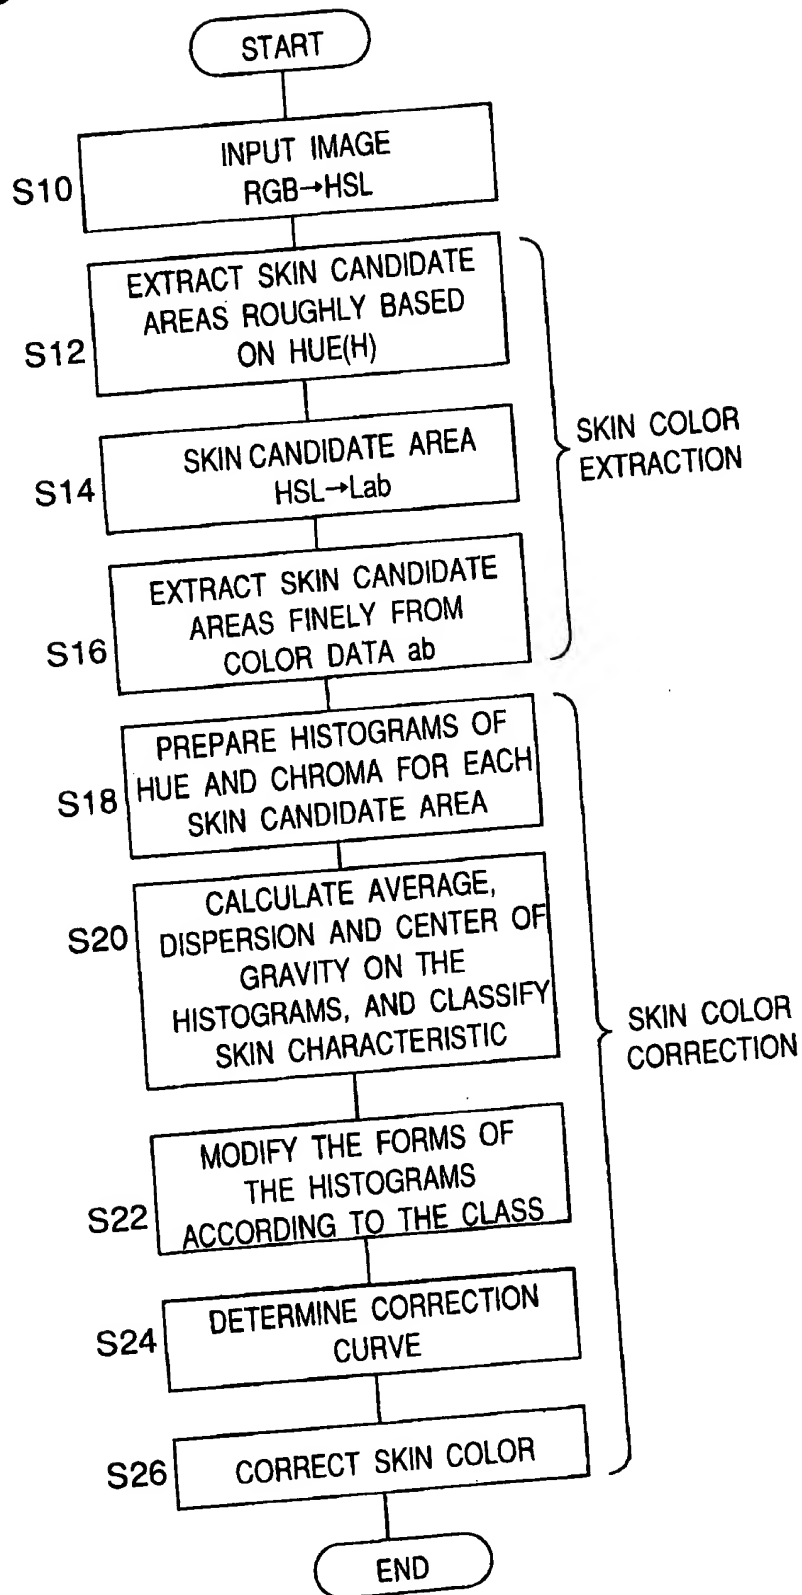 START
S10
INPUT IMAGE
RGB→HSL
S12
EXTRACT SKIN CANDIDATE
AREAS ROUGHLY BASED
ON HUE(H)
S14
SKIN CANDIDATE AREA
HSL→Lab
S16
EXTRACT SKIN CANDIDATE
AREAS FINELY FROM
COLOR DATA ab
SKIN COLOR
EXTRACTION
S18
PREPARE HISTOGRAMS OF
HUE AND CHROMA FOR EACH
SKIN CANDIDATE AREA
S20
CALCULATE AVERAGE,
DISPERSION AND CENTER OF
GRAVITY ON THE
HISTOGRAMS, AND CLASSIFY
SKIN CHARACTERISTIC
S22
MODIFY THE FORMS OF
THE HISTOGRAMS
ACCORDING TO THE CLASS
S24
DETERMINE CORRECTION
CURVE
S26
CORRECT SKIN COLOR
SKIN COLOR
CORRECTION
END